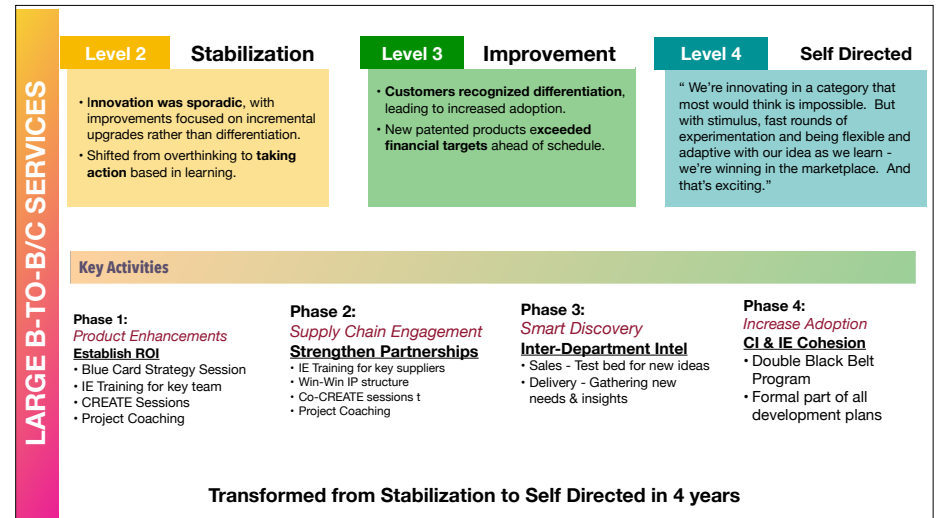 LARGE B-TO-B/C SERVICES
Level 2
Stabilization
• Innovation was sporadic, with
improvements focused on incremental
upgrades rather than differentiation.
• Shifted from overthinking to taking
action based in learning.
Level 3
Improvement
• Customers recognized differentiation,
leading to increased adoption.
• New patented products exceeded
financial targets ahead of schedule.
Level 4
Self Directed
“ We’re innovating in a category that
most would think is impossible. But
with stimulus, fast rounds of
experimentation and being flexible and
adaptive with our idea as we learn -
we’re winning in the marketplace. And
that’s exciting.”
Key Activities
Phase 1:
Product Enhancements
Establish ROI
• Blue Card Strategy Session
• IE Training for key team
• CREATE Sessions
• Project Coaching
Phase 2:
Supply Chain Engagement
Strengthen Partnerships
• IE Training for key suppliers
• Win-Win IP structure
• Co-CREATE sessions t
• Project Coaching
Phase 3:
Smart Discovery
Inter-Department Intel
• Sales - Test bed for new ideas
• Delivery - Gathering new
needs & insights
Phase 4:
Increase Adoption
CI & IE Cohesion
• Double Black Belt
Program
• Formal part of all
development plans
Transformed from Stabilization to Self Directed in 4 years